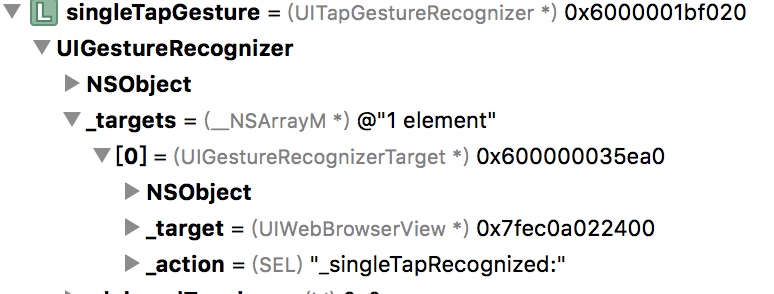 L singleTapGesture = (UITapGestureRecognizer *) 0x6000001bf020
UIGestureRecognizer
NSObject
_targets = (__NSArrayM *) @"1 element"
[0] = (UIGestureRecognizerTarget *) 0x600000035ea0
NSObject
_target = (UIWebBrowserView *) 0x7fec0a022400
_action = (SEL) "_singleTapRecognized:"